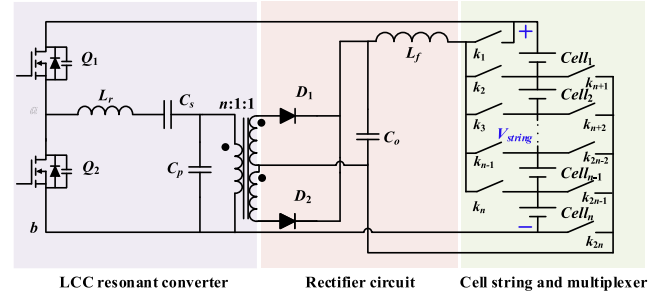 Q1
Lr
Cs
n:1:1
D1
Lf
k1
+
Cell1
k2
kn+1
Cell2
k3
kn+2
Vstring
Q2
Cp
Co
kn-1
k2n-2
Celln-1
D2
kn
k2n-1
Celln
b
−
k2n
LCC resonant converter
Rectifier circuit
Cell string and multiplexer